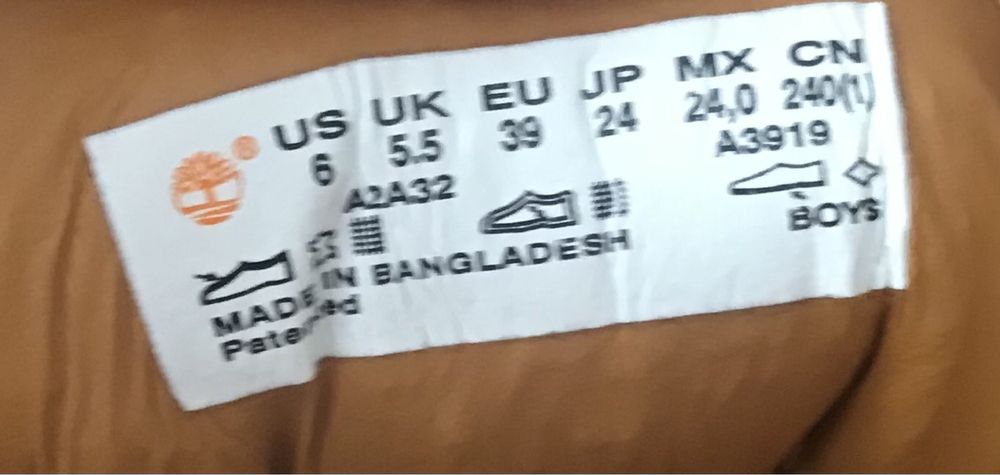 US UK EU JP MX CN
6 5.5 39 24 24,0 240(1)
A2A32 A3919
BOYS
MADE IN BANGLADESH
Patented